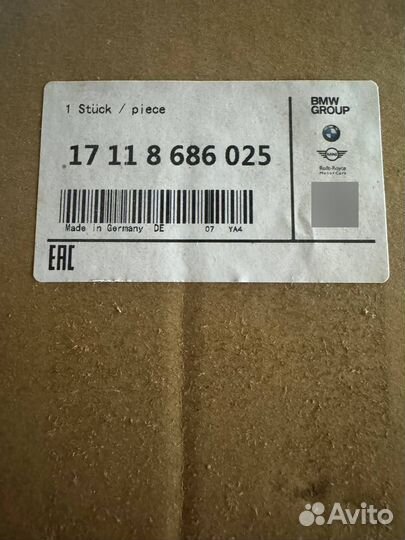 1 Stück / piece
17 11 8 686 025
Made in Germany DE 07 YA4
BMW
GROUP
MINI
Rolls-Royce
Motor Cars
EAC
Avito